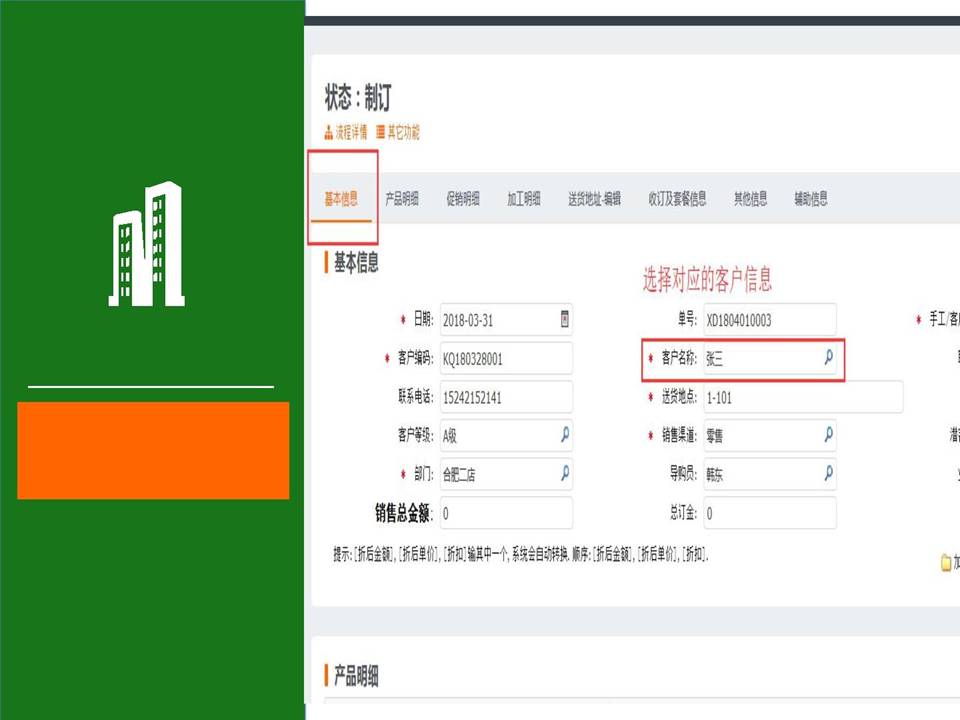 状态：制订
流程详情 其它功能
基本信息 产品明细 促销明细 加工明细 送货地址-编辑 收订及套餐信息 其他信息 辅助信息
基本信息
选择对应的客户信息
* 日期: 2018-03-31 单号: XD1804010003 * 手工/客
* 客户编码: KQ180328001 * 客户名称: 张三
联系电话: 15242152141 * 送货地点: 1-101
客户等级: A级 * 销售渠道: 零售
* 部门: 合肥二店 导购员: 韩东
销售总金额: 0 总订金: 0
提示:[折后金额],[折后单价],[折扣]输其中一个,系统会自动转换.顺序:[折后金额],[折后单价],[折扣].
加
产品明细